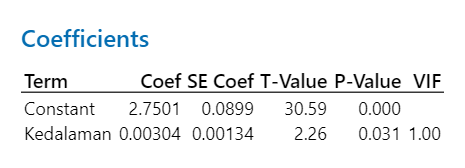 Coefficients
Term Coef SE Coef T-Value P-Value VIF
Constant 2.7501 0.0899 30.59 0.000
Kedalaman 0.00304 0.00134 2.26 0.031 1.00